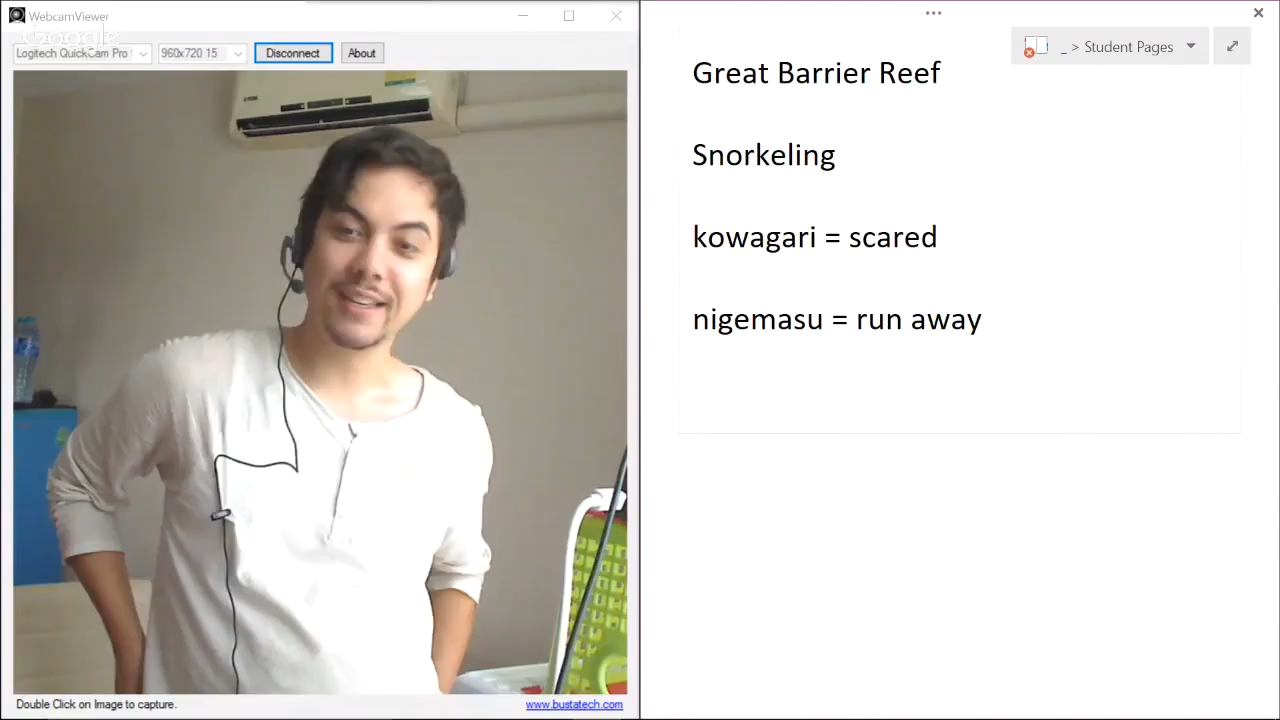 WebcamViewer
Google
Logitech QuickCam Pro
960x720 15
Disconnect
About
Double Click on Image to capture.
www.bustatech.com
_ > Student Pages
Great Barrier Reef
Snorkeling
kowagari = scared
nigemasu = run away